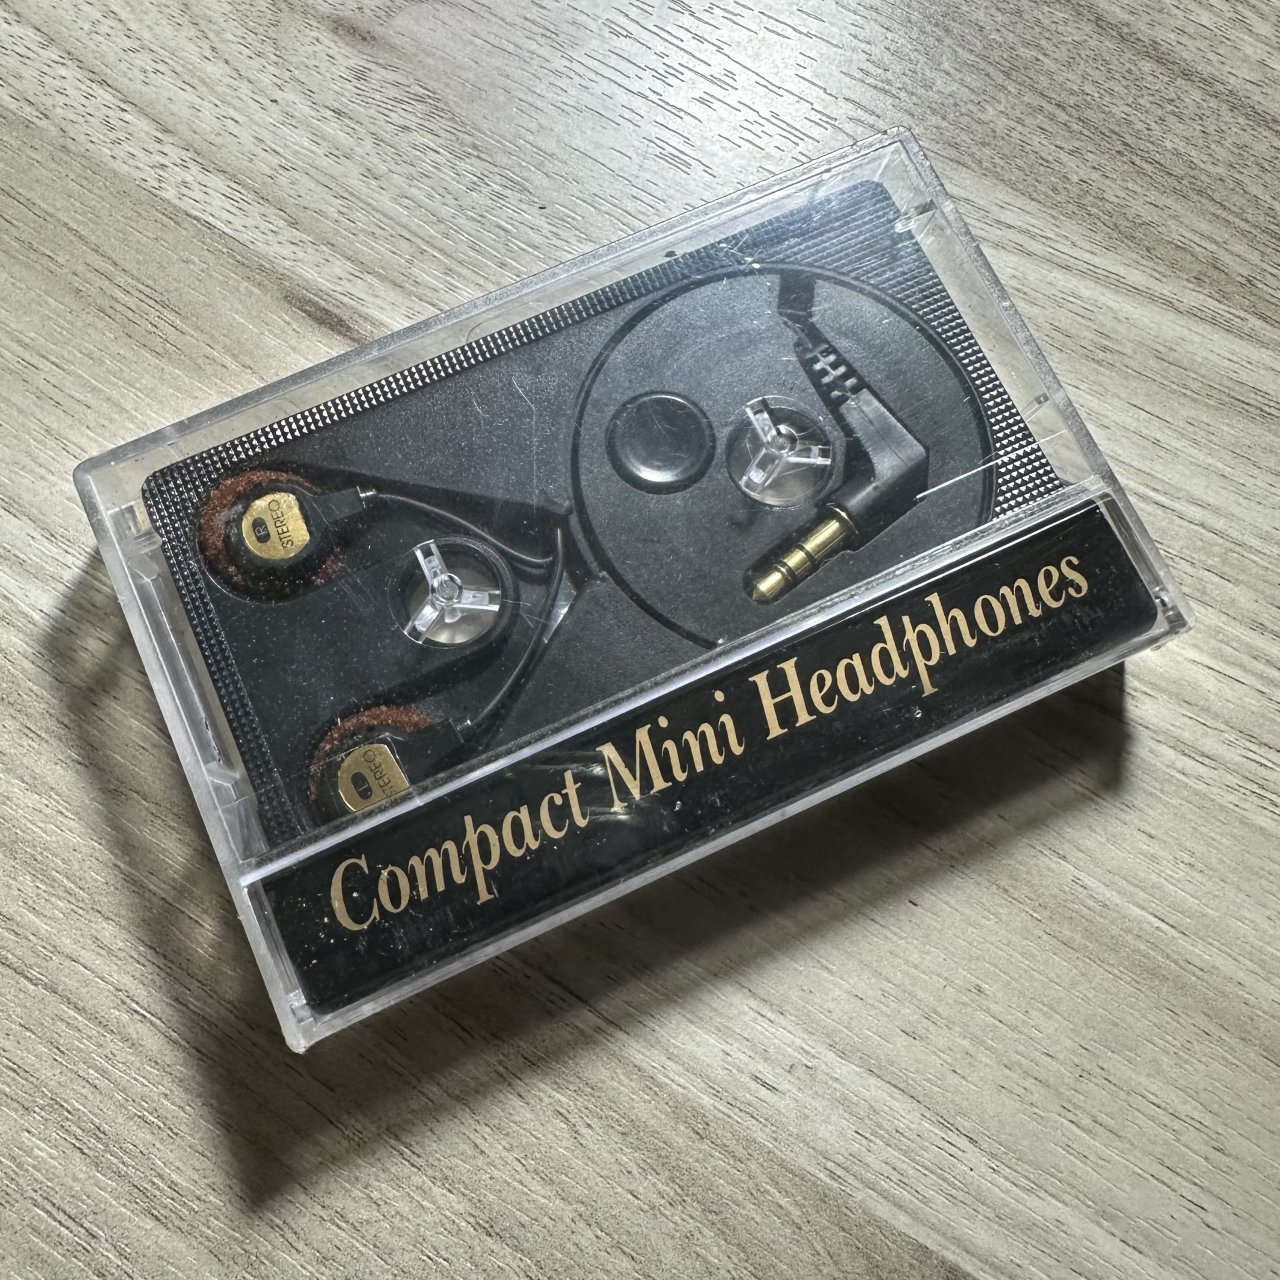 R
STEREO
STEREO
Compact Mini Headphones